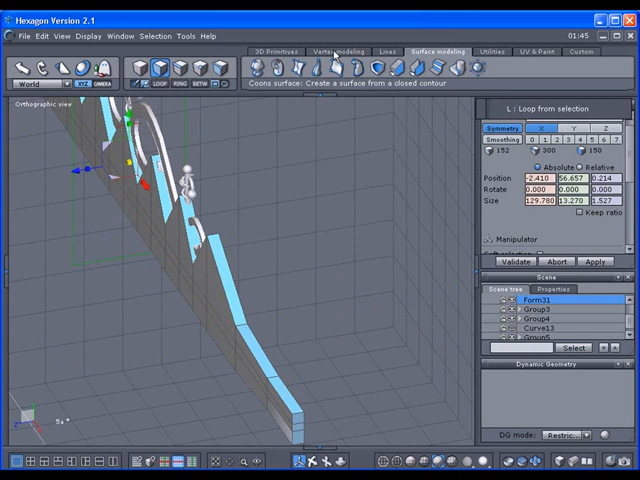 Hexagon Version 2.1
File Edit View Display Selection Tools
01:45
3D Primitives Vertex modeling Lines Surface modeling Utilities UV & Paint Custom
World XYZ CAMERA LOOP RING BETW
Coons surface: Create a surface from a closed contour
Orthographic view
L : Loop from selection
Symmetry X Y Z
Smoothing 0 1 2 3 4 5 6 7 8 9
152 300 150
Absolute Relative
Position -2.410 56.657 0.214
Rotate 0.000 0.000 0.000
Size 129.780 13.270 1.527
Keep ratio
Manipulator
Validate Abort Apply
Scene
Scene tree Properties
Form31
Group3
Group4
Curve13
Group5
Select
Dynamic Geometry
DG mode: Restric...